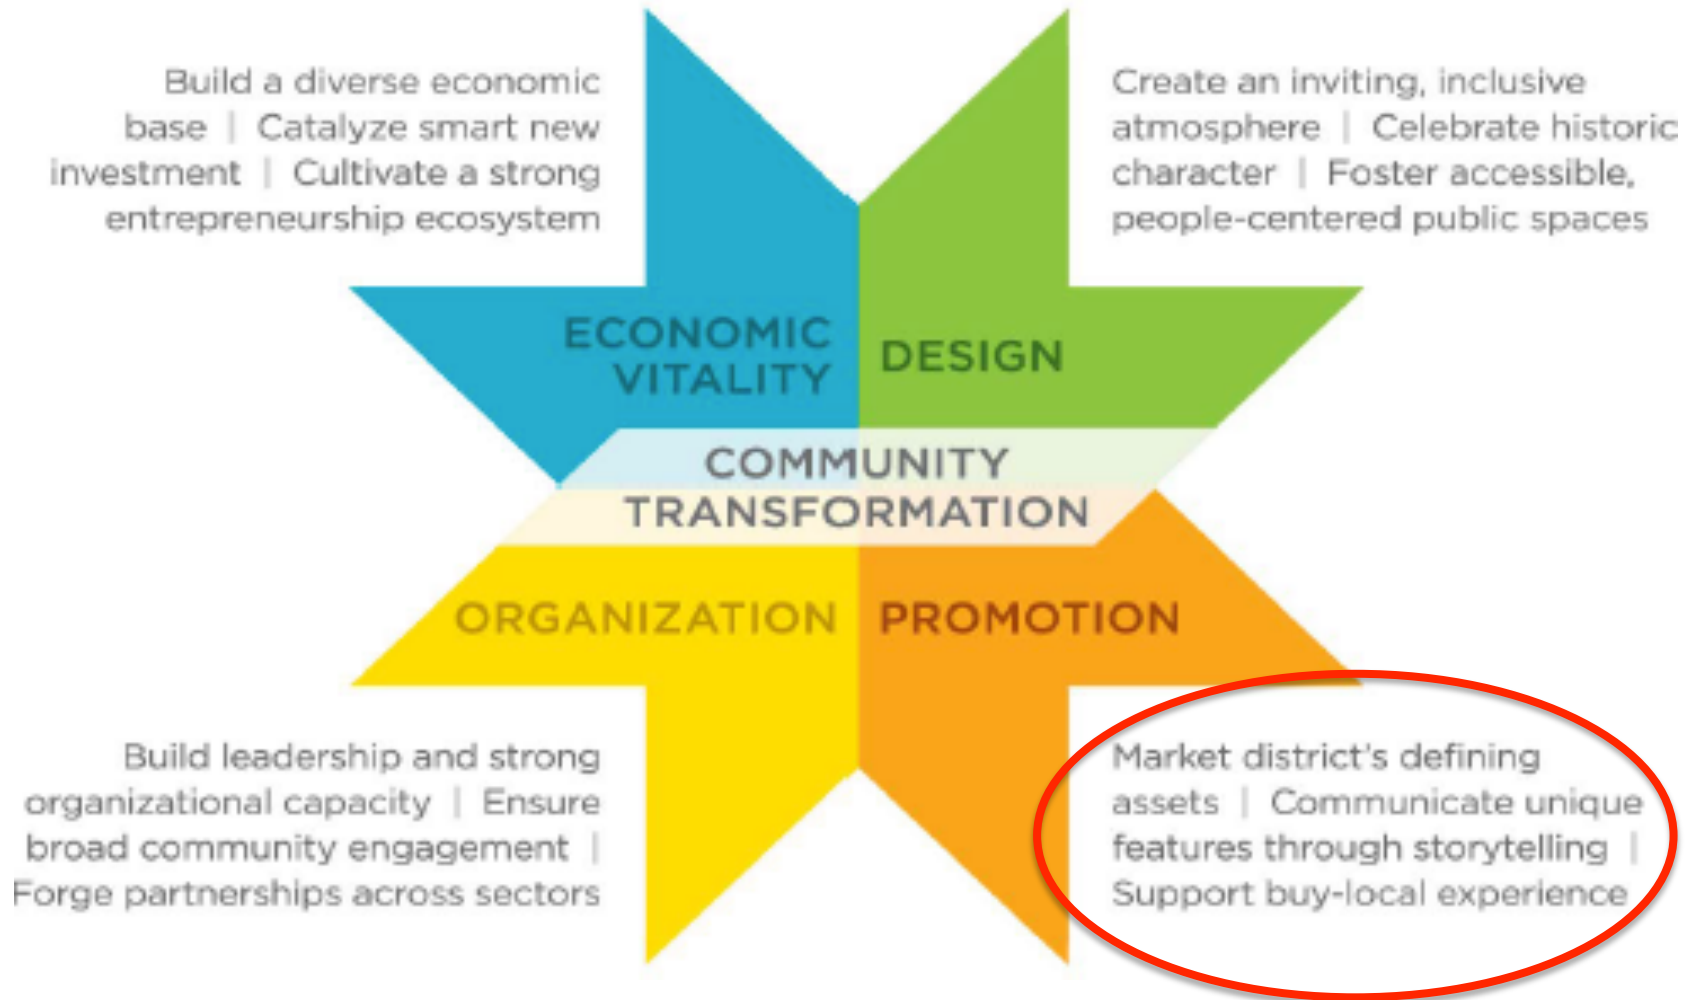 Build a diverse economic
base | Catalyze smart new
investment | Cultivate a strong
entrepreneurship ecosystem
Create an inviting, inclusive
atmosphere | Celebrate historic
character | Foster accessible,
people-centered public spaces
ECONOMIC
VITALITY
DESIGN
COMMUNITY
TRANSFORMATION
ORGANIZATION
PROMOTION
Build leadership and strong
organizational capacity | Ensure
broad community engagement |
Forge partnerships across sectors
Market district's defining
assets | Communicate unique
features through storytelling |
Support buy-local experience